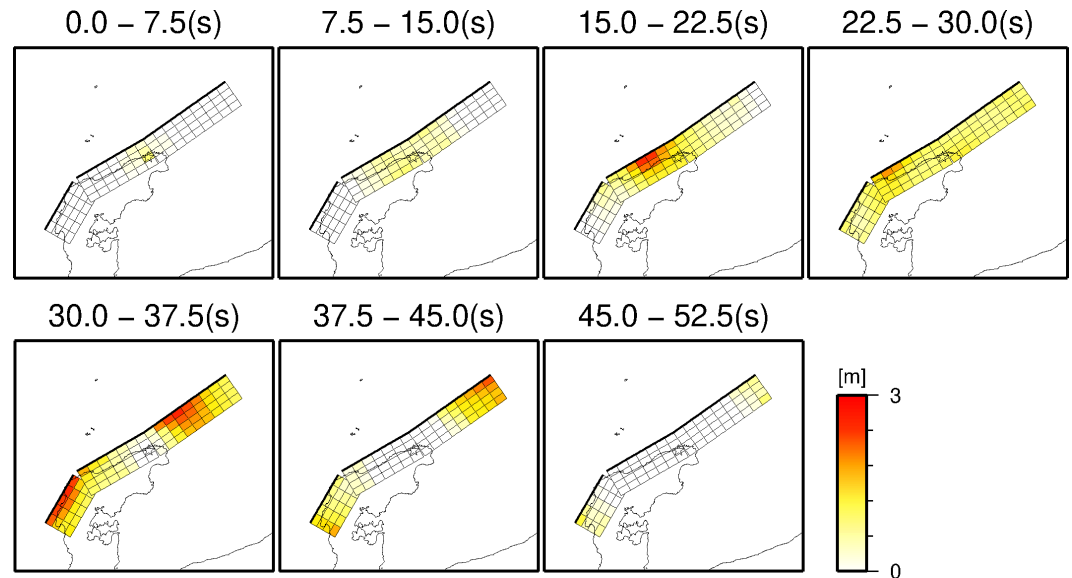 0.0 – 7.5(s)
7.5 – 15.0(s)
15.0 – 22.5(s)
22.5 – 30.0(s)
30.0 – 37.5(s)
37.5 – 45.0(s)
45.0 – 52.5(s)
[m]
3
0